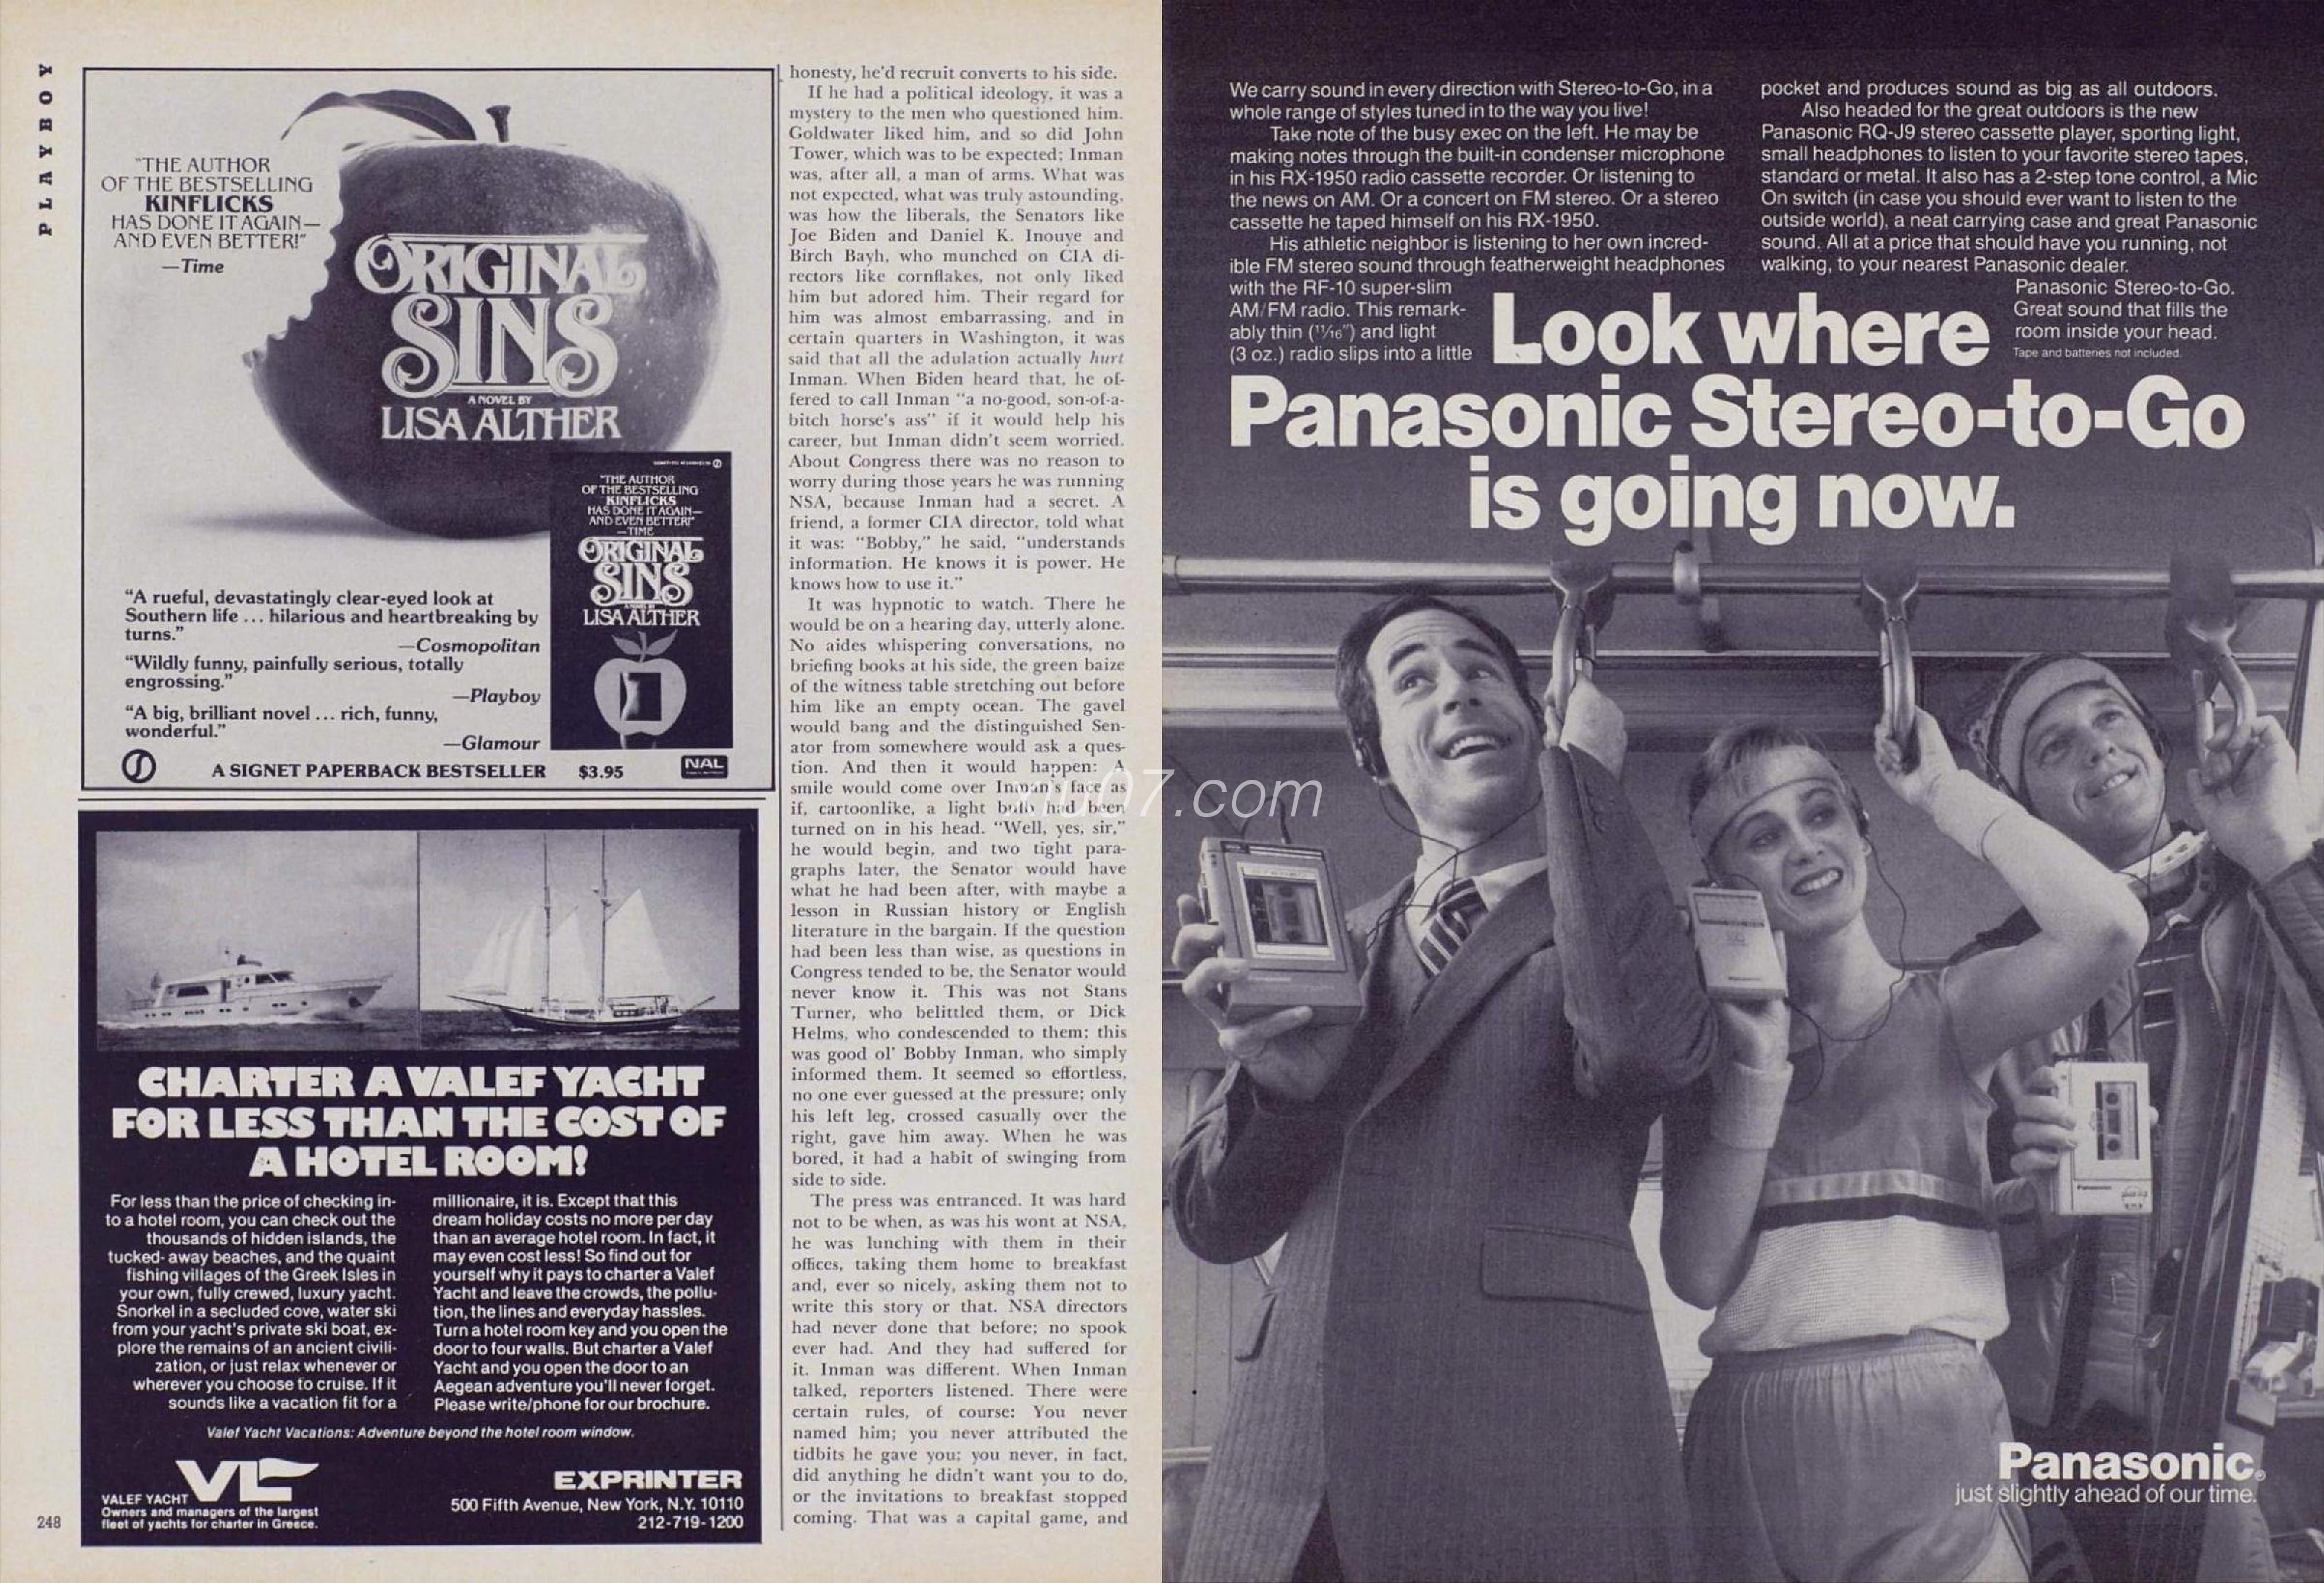 PLAYBOY
"THE AUTHOR
OF THE BESTSELLING
KINFLICKS
HAS DONE IT AGAIN—
AND EVEN BETTER!"
—Time
ORIGINAL
SINS
A NOVEL BY
LISA ALTHER
"THE AUTHOR
OF THE BESTSELLING
KINFLICKS
HAS DONE IT AGAIN—
AND EVEN BETTER!"
—TIME
ORIGINAL
SINS
A NOVEL BY
LISA ALTHER
"A rueful, devastatingly clear-eyed look at
Southern life ... hilarious and heartbreaking by
turns."
—Cosmopolitan
"Wildly funny, painfully serious, totally
engrossing."
—Playboy
"A big, brilliant novel ... rich, funny,
wonderful."
—Glamour
A SIGNET PAPERBACK BESTSELLER $3.95
NAL
CHARTER A VALEF YACHT
FOR LESS THAN THE COST OF
A HOTEL ROOM!
For less than the price of checking in-
to a hotel room, you can check out the
thousands of hidden islands, the
tucked- away beaches, and the quaint
fishing villages of the Greek Isles in
your own, fully crewed, luxury yacht.
Snorkel in a secluded cove, water ski
from your yacht's private ski boat, ex-
plore the remains of an ancient civili-
zation, or just relax whenever or
wherever you choose to cruise. If it
sounds like a vacation fit for a
millionaire, it is. Except that this
dream holiday costs no more per day
than an average hotel room. In fact, it
may even cost less! So find out for
yourself why it pays to charter a Valef
Yacht and leave the crowds, the pollu-
tion, the lines and everyday hassles.
Turn a hotel room key and you open the
door to four walls. But charter a Valef
Yacht and you open the door to an
Aegean adventure you'll never forget.
Please write/phone for our brochure.
Valef Yacht Vacations: Adventure beyond the hotel room window.
VALEF YACHT
Owners and managers of the largest
fleet of yachts for charter in Greece.
EXPRINTER
500 Fifth Avenue, New York, N.Y. 10110
212-719-1200
248
honesty, he'd recruit converts to his side.
If he had a political ideology, it was a
mystery to the men who questioned him.
Goldwater liked him, and so did John
Tower, which was to be expected; Inman
was, after all, a man of arms. What was
not expected, what was truly astounding,
was how the liberals, the Senators like
Joe Biden and Daniel K. Inouye and
Birch Bayh, who munched on CIA di-
rectors like cornflakes, not only liked
him but adored him. Their regard for
him was almost embarrassing, and in
certain quarters in Washington, it was
said that all the adulation actually hurt
Inman. When Biden heard that, he of-
fered to call Inman "a no-good, son-of-a-
bitch horse's ass" if it would help his
career, but Inman didn't seem worried.
About Congress there was no reason to
worry during those years he was running
NSA, because Inman had a secret. A
friend, a former CIA director, told what
it was: "Bobby," he said, "understands
information. He knows it is power. He
knows how to use it."
It was hypnotic to watch. There he
would be on a hearing day, utterly alone.
No aides whispering conversations, no
briefing books at his side, the green baize
of the witness table stretching out before
him like an empty ocean. The gavel
would bang and the distinguished Sen-
ator from somewhere would ask a ques-
tion. And then it would happen: A
smile would come over Inman's face as
if, cartoonlike, a light bulb had been
turned on in his head. "Well, yes, sir,"
he would begin, and two tight para-
graphs later, the Senator would have
what he had been after, with maybe a
lesson in Russian history or English
literature in the bargain. If the question
had been less than wise, as questions in
Congress tended to be, the Senator would
never know it. This was not Stans
Turner, who belittled them, or Dick
Helms, who condescended to them; this
was good ol' Bobby Inman, who simply
informed them. It seemed so effortless,
no one ever guessed at the pressure; only
his left leg, crossed casually over the
right, gave him away. When he was
bored, it had a habit of swinging from
side to side.
The press was entranced. It was hard
not to be when, as was his wont at NSA,
he was lunching with them in their
offices, taking them home to breakfast
and, ever so nicely, asking them not to
write this story or that. NSA directors
had never done that before; no spook
ever had. And they had suffered for
it. Inman was different. When Inman
talked, reporters listened. There were
certain rules, of course: You never
named him; you never attributed the
tidbits he gave you; you never, in fact,
did anything he didn't want you to do,
or the invitations to breakfast stopped
coming. That was a capital game, and
We carry sound in every direction with Stereo-to-Go, in a
whole range of styles tuned in to the way you live!
Take note of the busy exec on the left. He may be
making notes through the built-in condenser microphone
in his RX-1950 radio cassette recorder. Or listening to
the news on AM. Or a concert on FM stereo. Or a stereo
cassette he taped himself on his RX-1950.
His athletic neighbor is listening to her own incred-
ible FM stereo sound through featherweight headphones
with the RF-10 super-slim
AM/FM radio. This remark-
ably thin (11/16") and light
(3 oz.) radio slips into a little
pocket and produces sound as big as all outdoors.
Also headed for the great outdoors is the new
Panasonic RQ-J9 stereo cassette player, sporting light,
small headphones to listen to your favorite stereo tapes,
standard or metal. It also has a 2-step tone control, a Mic
On switch (in case you should ever want to listen to the
outside world), a neat carrying case and great Panasonic
sound. All at a price that should have you running, not
walking, to your nearest Panasonic dealer.
Panasonic Stereo-to-Go.
Great sound that fills the
room inside your head.
Tape and batteries not included.
Look where
Panasonic Stereo-to-Go
is going now.
Panasonic
Panasonic®
just slightly ahead of our time.